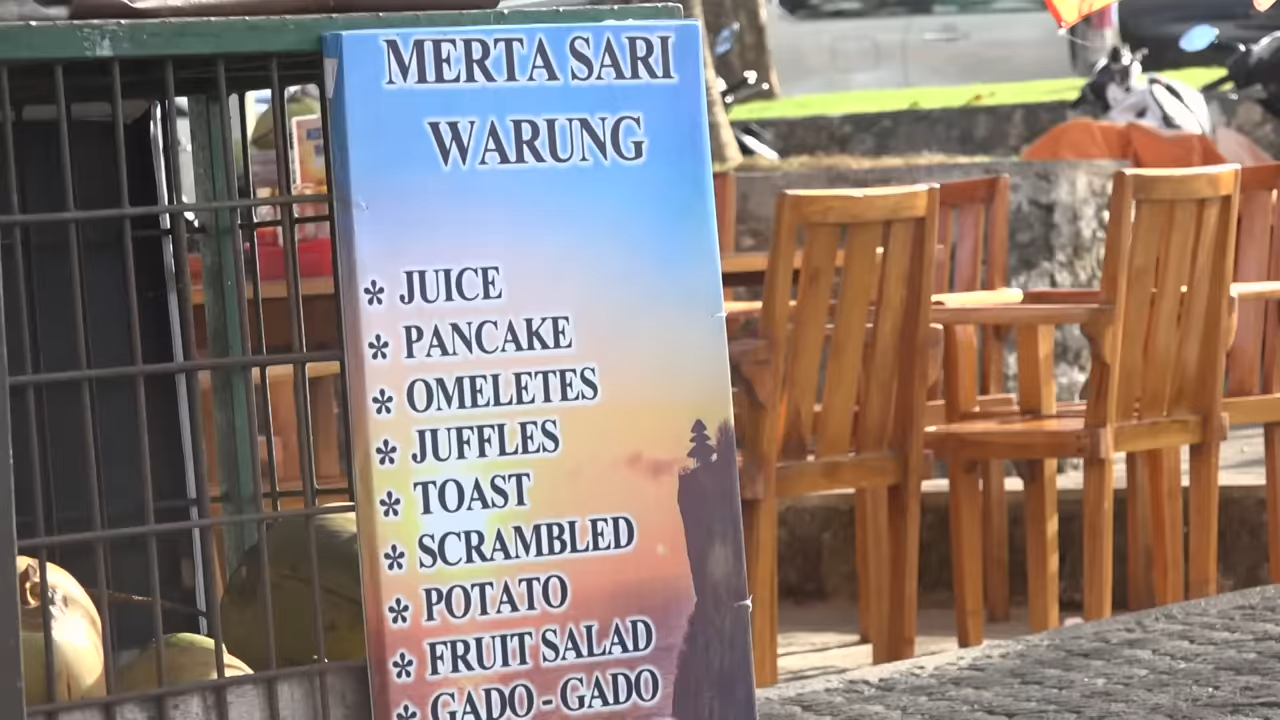 MERTA SARI
WARUNG
* JUICE
* PANCAKE
* OMELETES
* JUFFLES
* TOAST
* SCRAMBLED
* POTATO
* FRUIT SALAD
* GADO - GADO